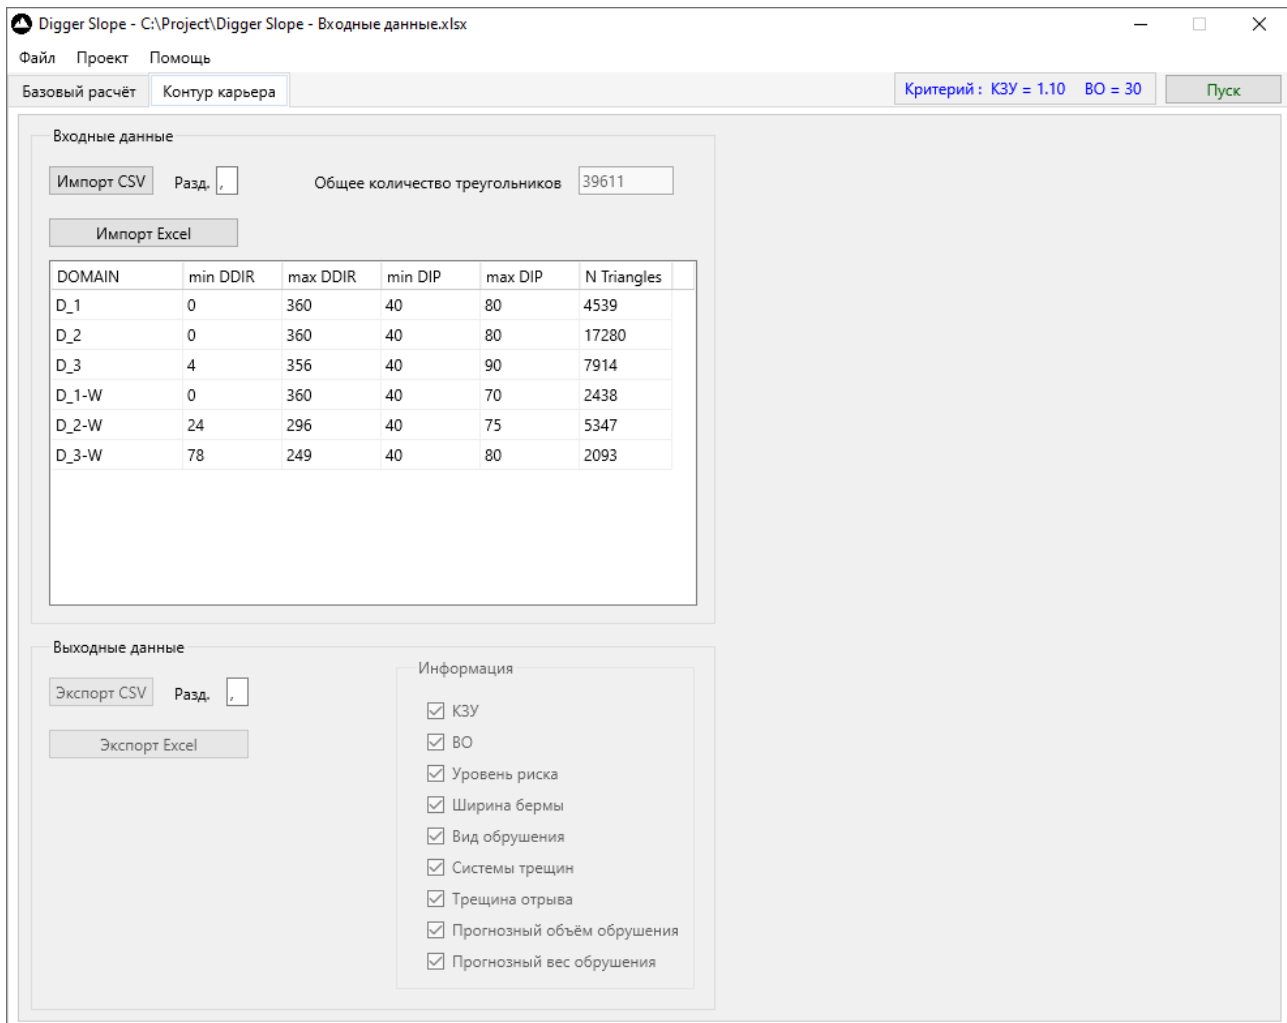 Digger Slope - C:\Project\Digger Slope - Входные данные.xlsx
Файл Проект Помощь
Базовый расчёт Контур карьера Критерий : КЗУ = 1.10 ВО = 30 Пуск
Входные данные
Импорт CSV Разд. , Общее количество треугольников 39611
Импорт Excel
DOMAIN min DDIR max DDIR min DIP max DIP N Triangles
D_1 0 360 40 80 4539
D_2 0 360 40 80 17280
D_3 4 356 40 90 7914
D_1-W 0 360 40 70 2438
D_2-W 24 296 40 75 5347
D_3-W 78 249 40 80 2093
Выходные данные
Информация
Экспорт CSV Разд. ,
КЗУ
Экспорт Excel
ВО
Уровень риска
Ширина бермы
Вид обрушения
Системы трещин
Трещина отрыва
Прогнозный объём обрушения
Прогнозный вес обрушения